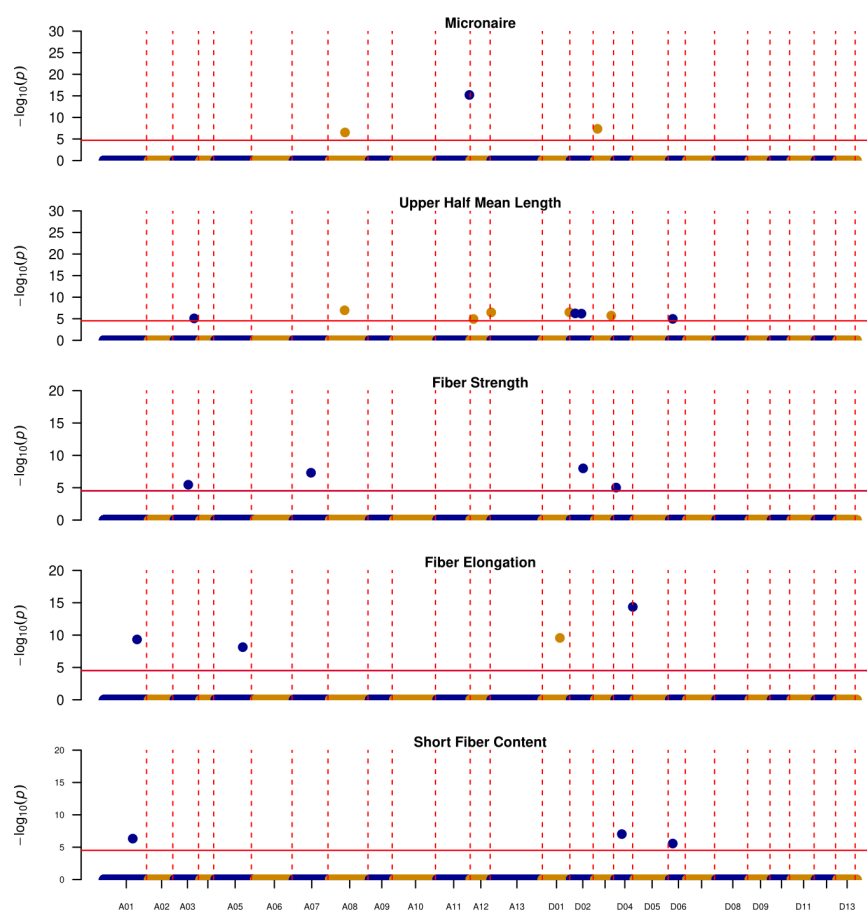 Micronaire
30
25
20
15
10
5
0
−log10(p)
Upper Half Mean Length
30
25
20
15
10
5
0
−log10(p)
Fiber Strength
20
15
10
5
0
−log10(p)
Fiber Elongation
20
15
10
5
0
−log10(p)
Short Fiber Content
20
15
10
5
0
−log10(p)
A01 A02 A03 A05 A06 A07 A08 A09 A10 A11 A12 A13 D01 D02 D04 D05 D06 D08 D09 D11 D13